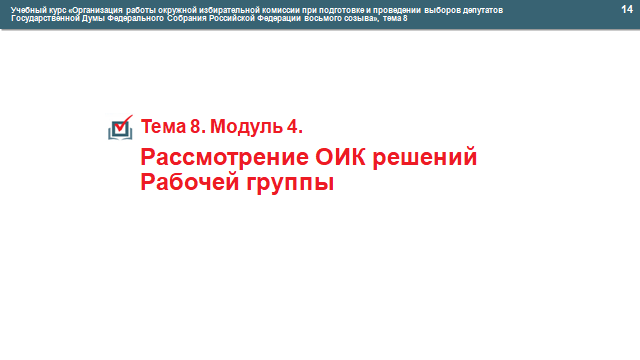 Учебный курс «Организация работы окружной избирательной комиссии при подготовке и проведении выборов депутатов
Государственной Думы Федерального Собрания Российской Федерации восьмого созыва», тема 8
14
Тема 8. Модуль 4.
Рассмотрение ОИК решений
Рабочей группы